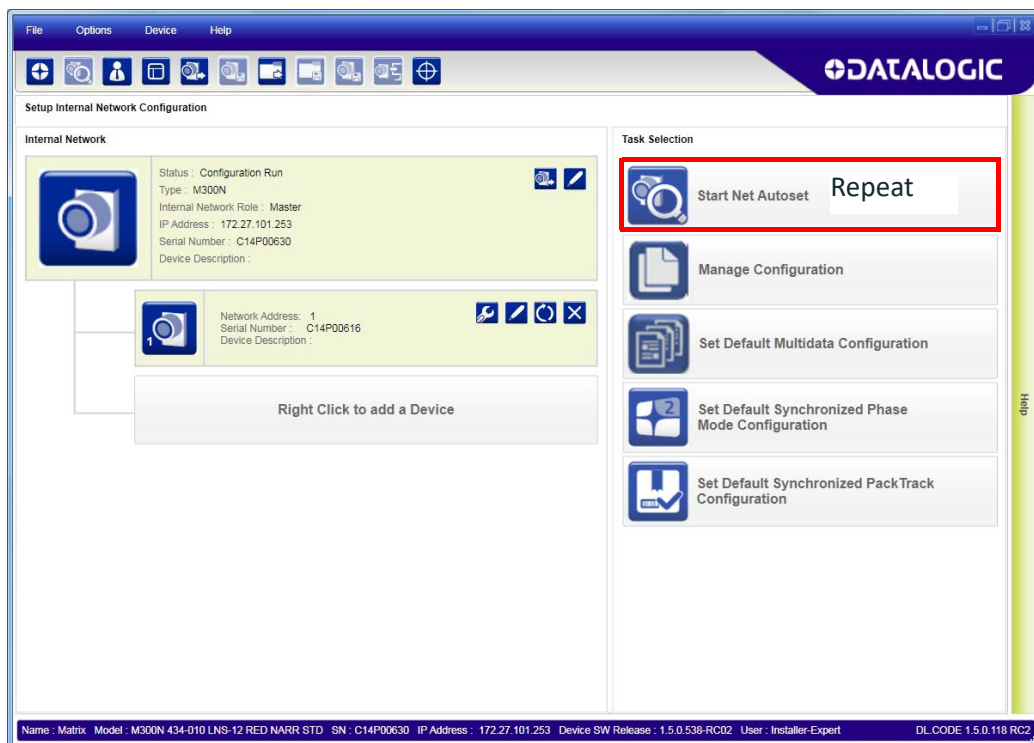 File Options Device Help
DATALOGIC
Setup Internal Network Configuration
Internal Network
Status : Configuration Run
Type : M300N
Internal Network Role : Master
IP Address : 172.27.101.253
Serial Number : C14P00630
Device Description :
1
Network Address: 1
Serial Number : C14P00616
Device Description :
Right Click to add a Device
Task Selection
Start Net Autoset Repeat
Manage Configuration
Set Default Multidata Configuration
2
Set Default Synchronized Phase
Mode Configuration
Set Default Synchronized PackTrack
Configuration
Help
Name : Matrix Model : M300N 434-010 LNS-12 RED NARR STD SN : C14P00630 IP Address : 172.27.101.253 Device SW Release : 1.5.0.538-RC02 User : Installer-Expert DL.CODE 1.5.0.118 RC2